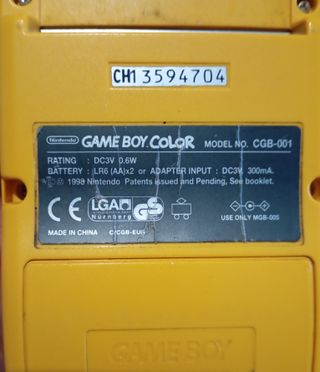 CH13594704
Nintendo GAME BOY COLOR MODEL NO. CGB-001
RATING : DC3V 0.6W
BATTERY : LR6 (AA)x2 or ADAPTER INPUT : DC3V 300mA.
© 1998 Nintendo Patents issued and Pending, See booklet.
CE LGA Nürnberg GS
USE ONLY MGB-005
MADE IN CHINA C/CGB-EUR
GAME BOY